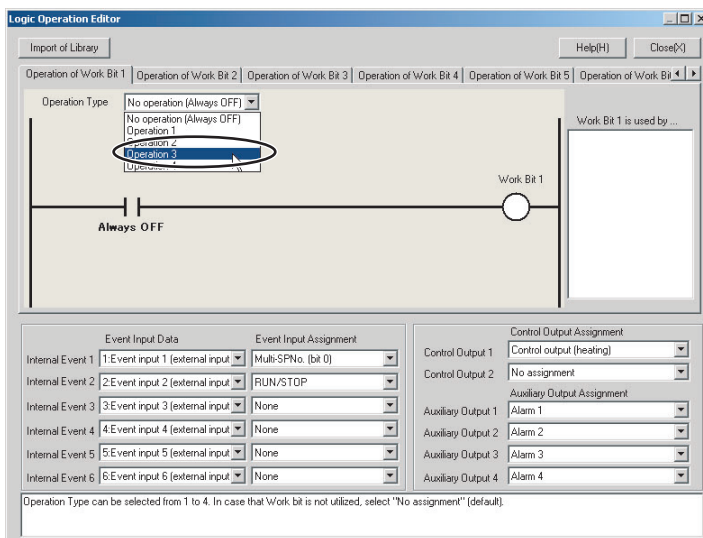 Logic Operation Editor
Import of Library
Help(H)
Close(X)
Operation of Work Bit 1
Operation of Work Bit 2
Operation of Work Bit 3
Operation of Work Bit 4
Operation of Work Bit 5
Operation of Work Bit
Operation Type
No operation (Always OFF)
No operation (Always OFF)
Operation 1
Operation 2
Operation 3
Operation 4
Work Bit 1 is used by ...
Work Bit 1
Always OFF
Event Input Data
Event Input Assignment
Internal Event 1
1:Event input 1 (external input
Multi-SPNo. (bit 0)
Internal Event 2
2:Event input 2 (external input
RUN/STOP
Internal Event 3
3:Event input 3 (external input
None
Internal Event 4
4:Event input 4 (external input
None
Internal Event 5
5:Event input 5 (external input
None
Internal Event 6
6:Event input 6 (external input
None
Control Output Assignment
Control Output 1
Control output (heating)
Control Output 2
No assignment
Auxiliary Output Assignment
Auxiliary Output 1
Alarm 1
Auxiliary Output 2
Alarm 2
Auxiliary Output 3
Alarm 3
Auxiliary Output 4
Alarm 4
Operation Type can be selected from 1 to 4. In case that Work bit is not utilized, select "No assignment" (default).